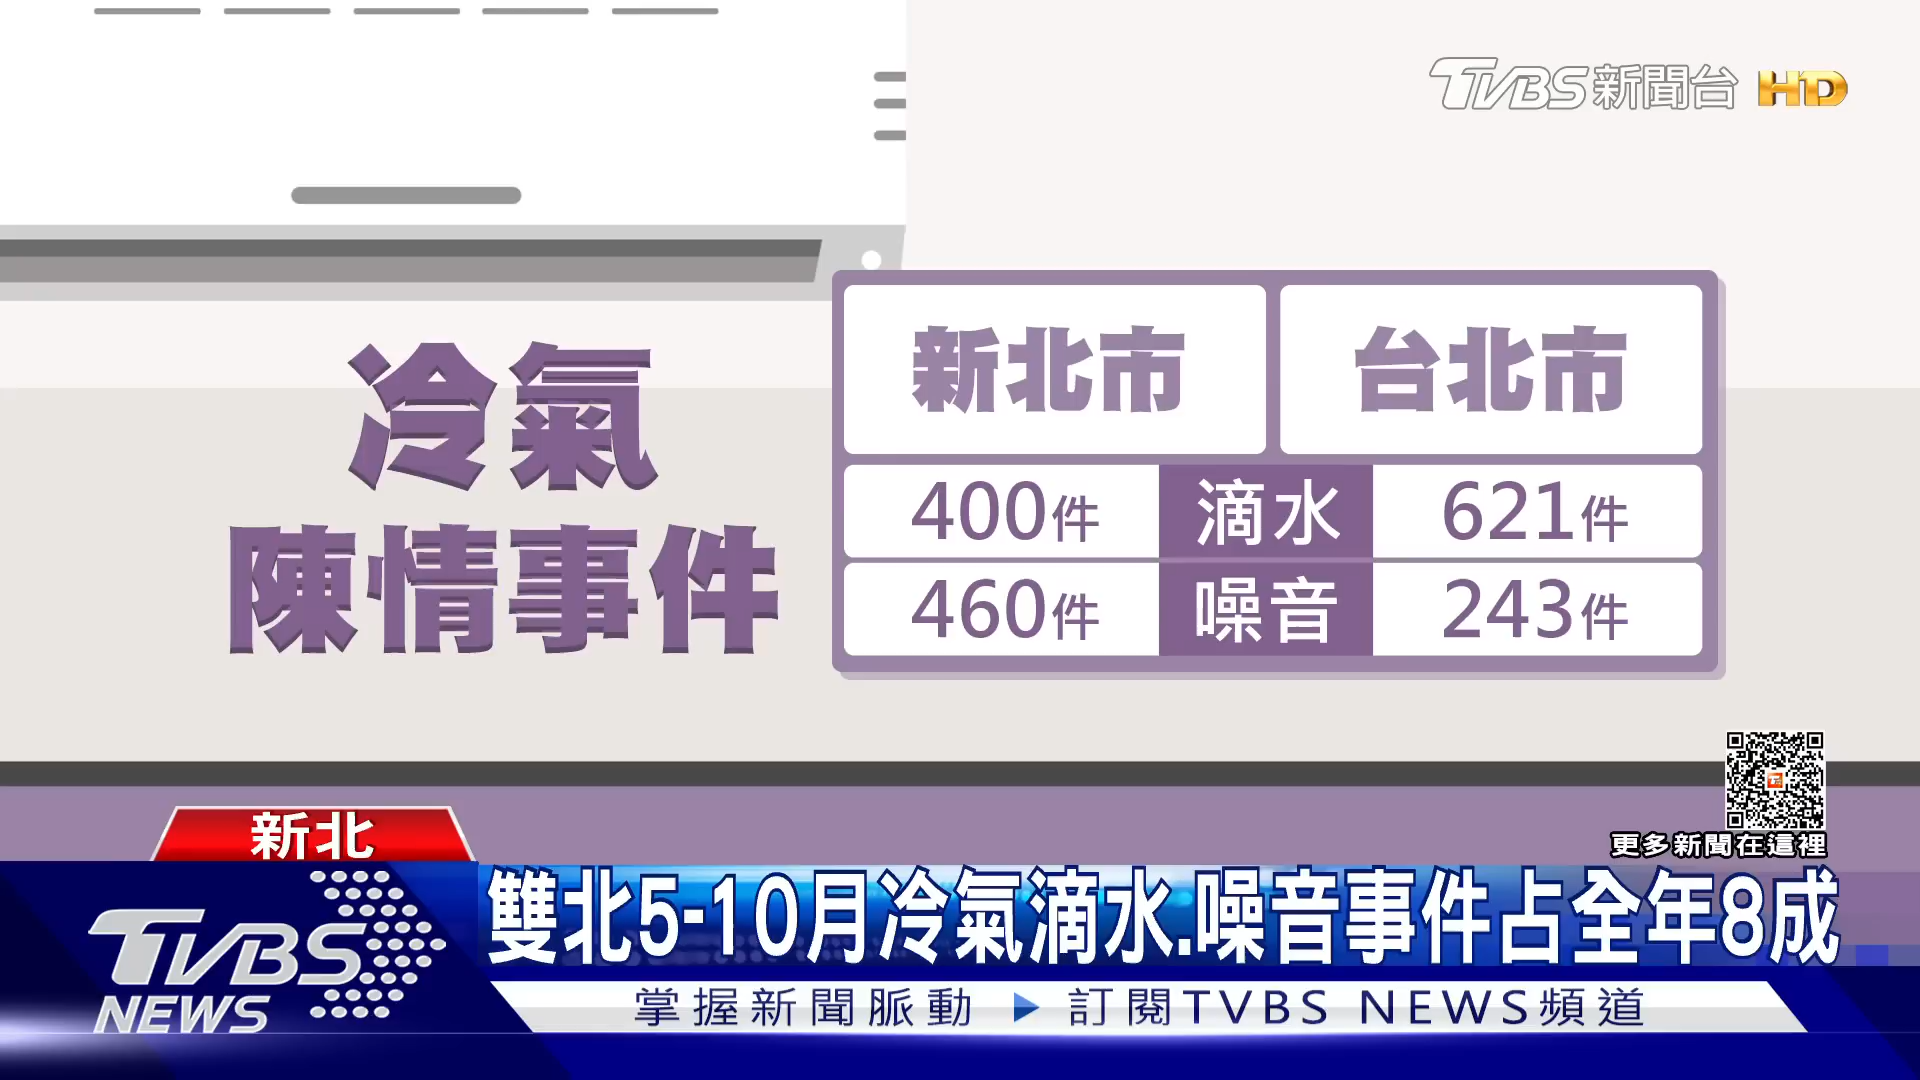 TVBS新聞台 HD
冷氣
陳情事件
新北市 台北市
400件 滴水 621件
460件 噪音 243件
更多新聞在這裡
新北
雙北5-10月冷氣滴水.噪音事件占全年8成
TVBS
NEWS
掌握新聞脈動 ▶ 訂閱TVBS NEWS頻道